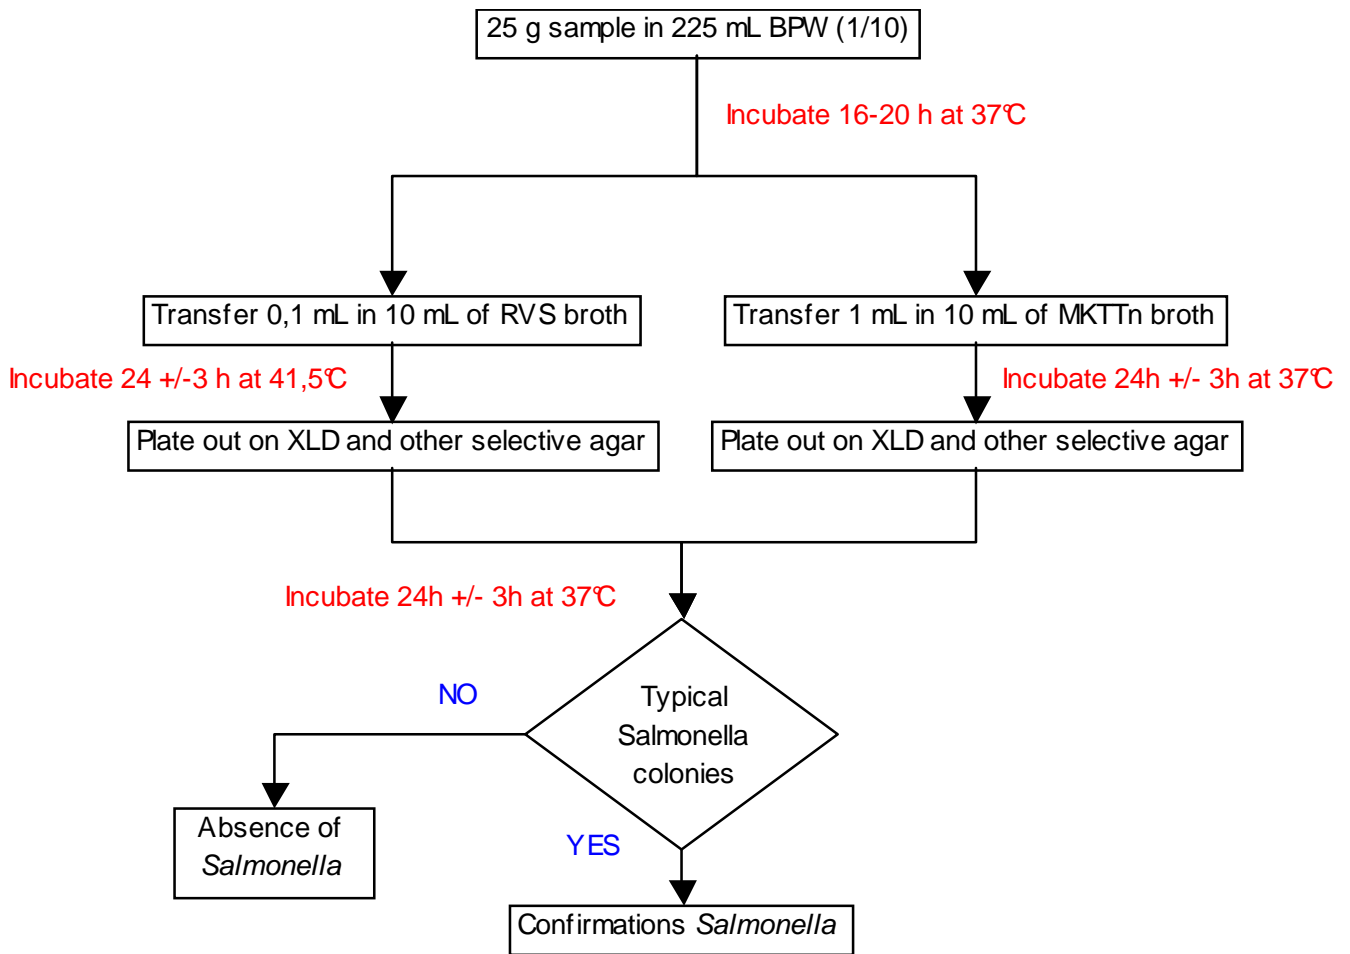 25 g sample in 225 mL BPW (1/10)
Incubate 16-20 h at 37°C
Transfer 0,1 mL in 10 mL of RVS broth
Transfer 1 mL in 10 mL of MKTTn broth
Incubate 24 +/-3 h at 41,5°C
Incubate 24h +/- 3h at 37°C
Plate out on XLD and other selective agar
Plate out on XLD and other selective agar
Incubate 24h +/- 3h at 37°C
NO
Typical
Salmonella
colonies
Absence of
Salmonella
YES
Confirmations Salmonella